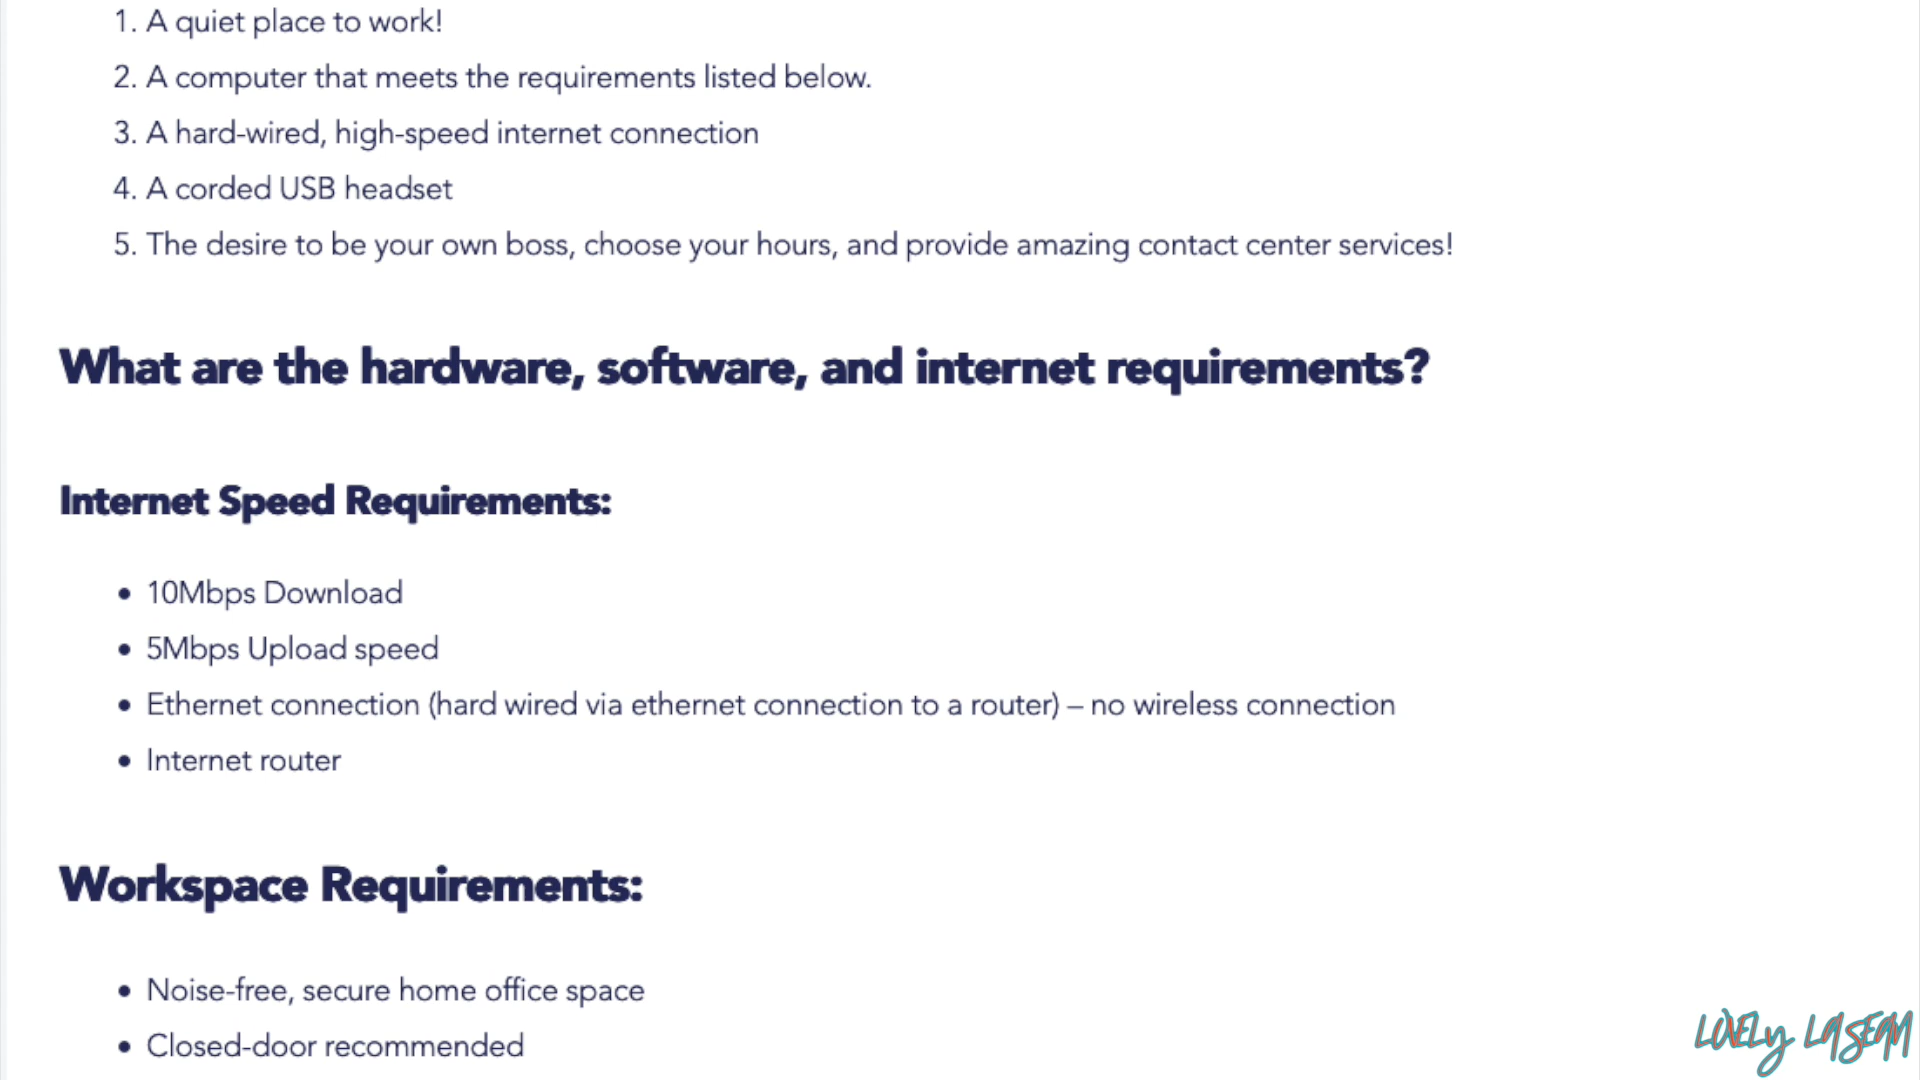 1. A quiet place to work!
2. A computer that meets the requirements listed below.
3. A hard-wired, high-speed internet connection
4. A corded USB headset
5. The desire to be your own boss, choose your hours, and provide amazing contact center services!
What are the hardware, software, and internet requirements?
Internet Speed Requirements:
• 10Mbps Download
• 5Mbps Upload speed
• Ethernet connection (hard wired via ethernet connection to a router) – no wireless connection
• Internet router
Workspace Requirements:
• Noise-free, secure home office space
• Closed-door recommended
LOVELy LASEAN